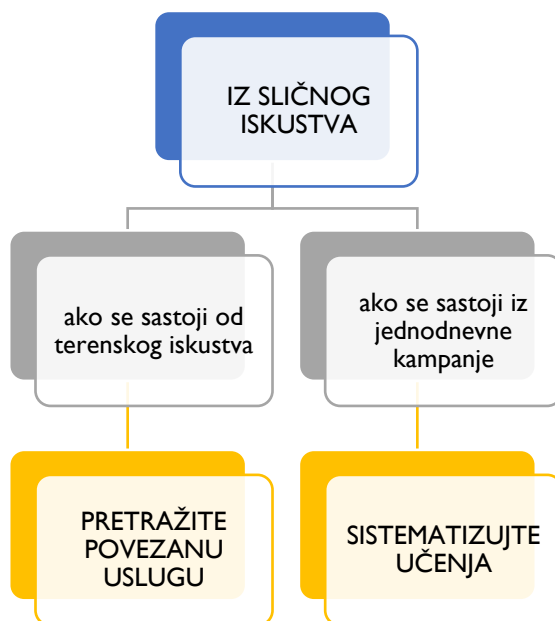 IZ SLIČNOG
ISKUSTVA
ako se sastoji od
terenskog iskustva
ako se sastoji iz
jednodnevne
kampanje
PRETRAŽITE
POVEZANU
USLUGU
SISTEMATIZUJTE
UČENJA